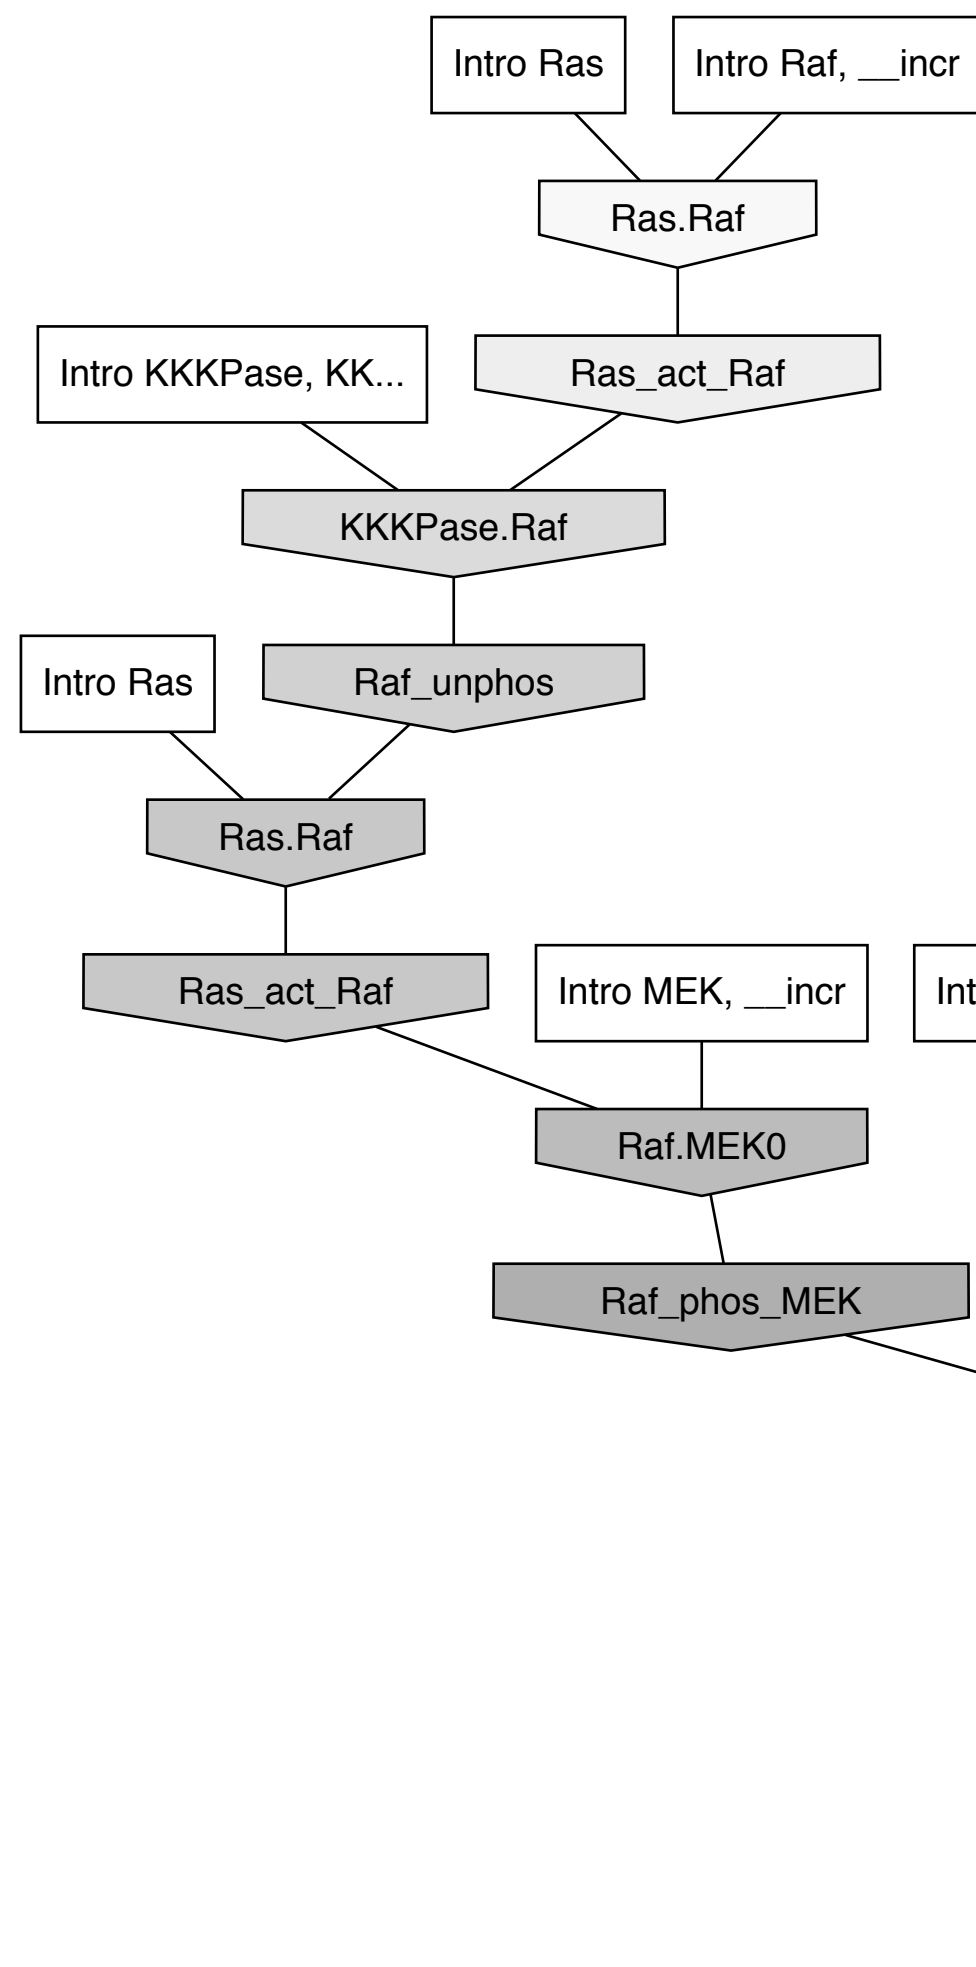 Intro Ras
Intro Raf, __incr
Ras.Raf
Intro KKKPase, KK...
Ras_act_Raf
KKKPase.Raf
Intro Ras
Raf_unphos
Ras.Raf
Ras_act_Raf
Intro MEK, __incr
Int
Raf.MEK0
Raf_phos_MEK